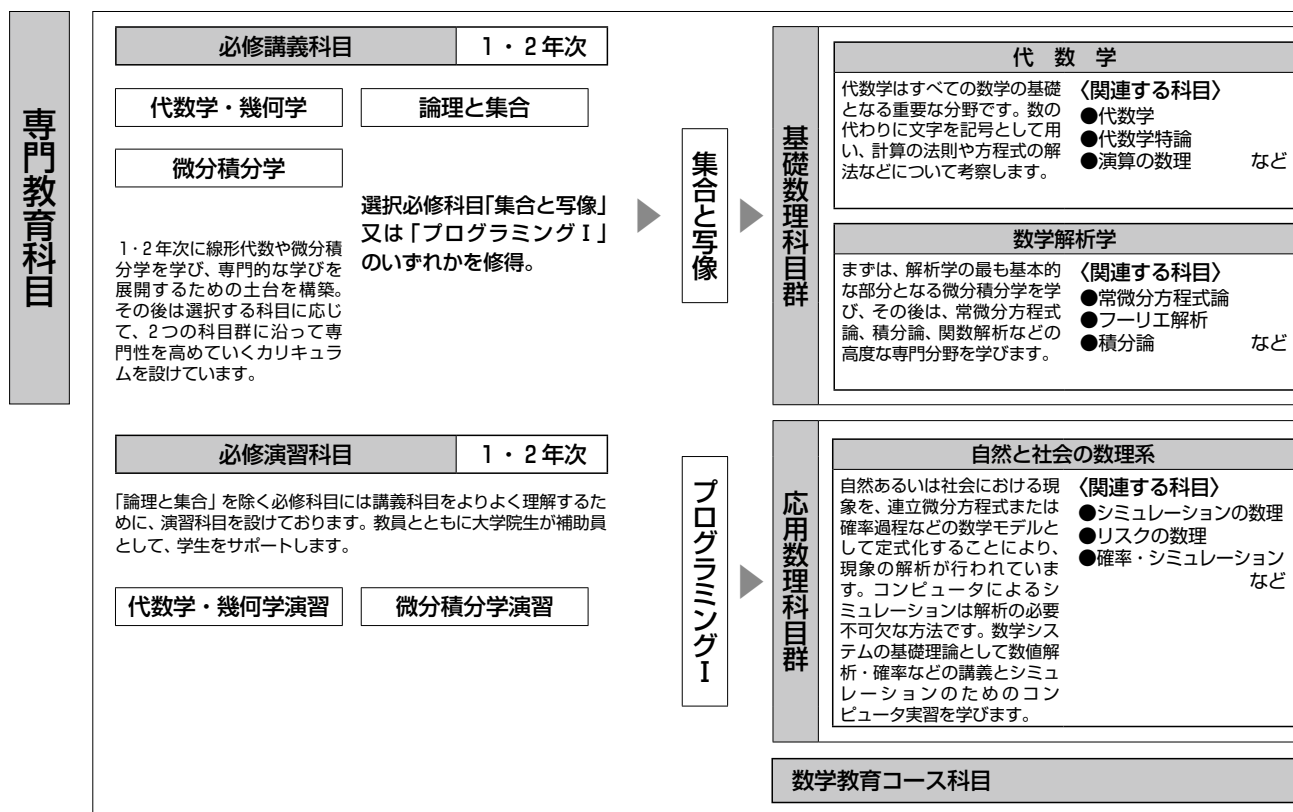 専門教育科目
必修講義科目
1・2年次
代数学・幾何学
論理と集合
微分積分学
選択必修科目「集合と写像」
又は「プログラミングⅠ」
のいずれかを修得。
1・2年次に線形代数や微分積
分学を学び、専門的な学びを
展開するための土台を構築。
その後は選択する科目に応じ
て、2つの科目群に沿って専
門性を高めていくカリキュラ
ムを設けています。
必修演習科目
1・2年次
「論理と集合」を除く必修科目には講義科目をよりよく理解するた
めに、演習科目を設けております。教員とともに大学院生が補助員
として、学生をサポートします。
代数学・幾何学演習
微分積分学演習
集合と写像
基礎数理科目群
代 数 学
代数学はすべての数学の基礎
となる重要な分野です。数の
代わりに文字を記号として用
い、計算の法則や方程式の解
法などについて考察します。
〈関連する科目〉
●代数学
●代数学特論
●演算の数理 など
数学解析学
まずは、解析学の最も基本的
な部分となる微分積分学を学
び、その後は、常微分方程式
論、積分論、関数解析などの
高度な専門分野を学びます。
〈関連する科目〉
●常微分方程式論
●フーリエ解析
●積分論 など
プログラミングⅠ
応用数理科目群
自然と社会の数理系
自然あるいは社会における現
象を、連立微分方程式または
確率過程などの数学モデルと
して定式化することにより、
現象の解析が行われていま
す。コンピュータによるシ
ミュレーションは解析の必要
不可欠な方法です。数学シス
テムの基礎理論として数値解
析・確率などの講義とシミュ
レーションのためのコン
ピュータ実習を学びます。
〈関連する科目〉
●シミュレーションの数理
●リスクの数理
●確率・シミュレーション
など
数学教育コース科目